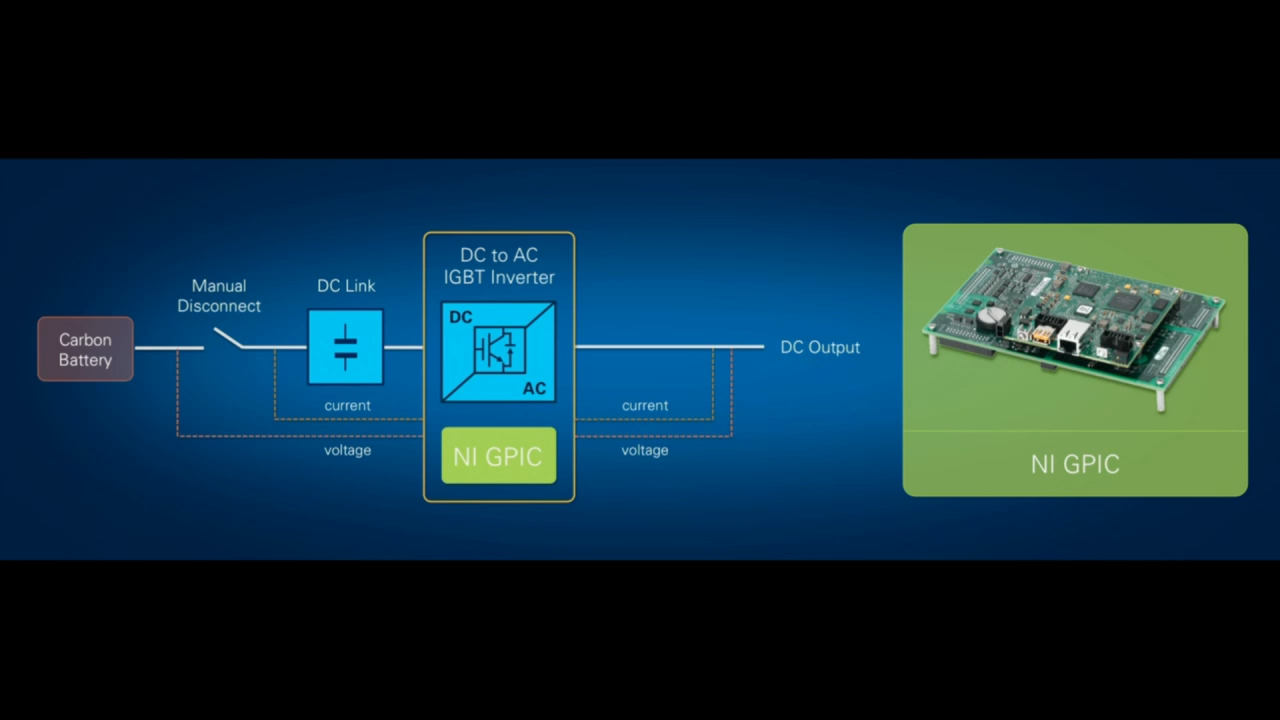 Carbon
Battery
Manual
Disconnect
DC Link
current
voltage
DC to AC
IGBT Inverter
DC
AC
NI GPIC
current
voltage
DC Output
NI GPIC